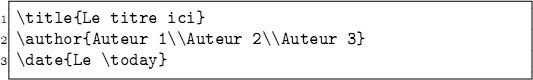 1 \title{Le titre ici}
2 \author{Auteur 1\\Auteur 2\\Auteur 3}
3 \date{Le \today}